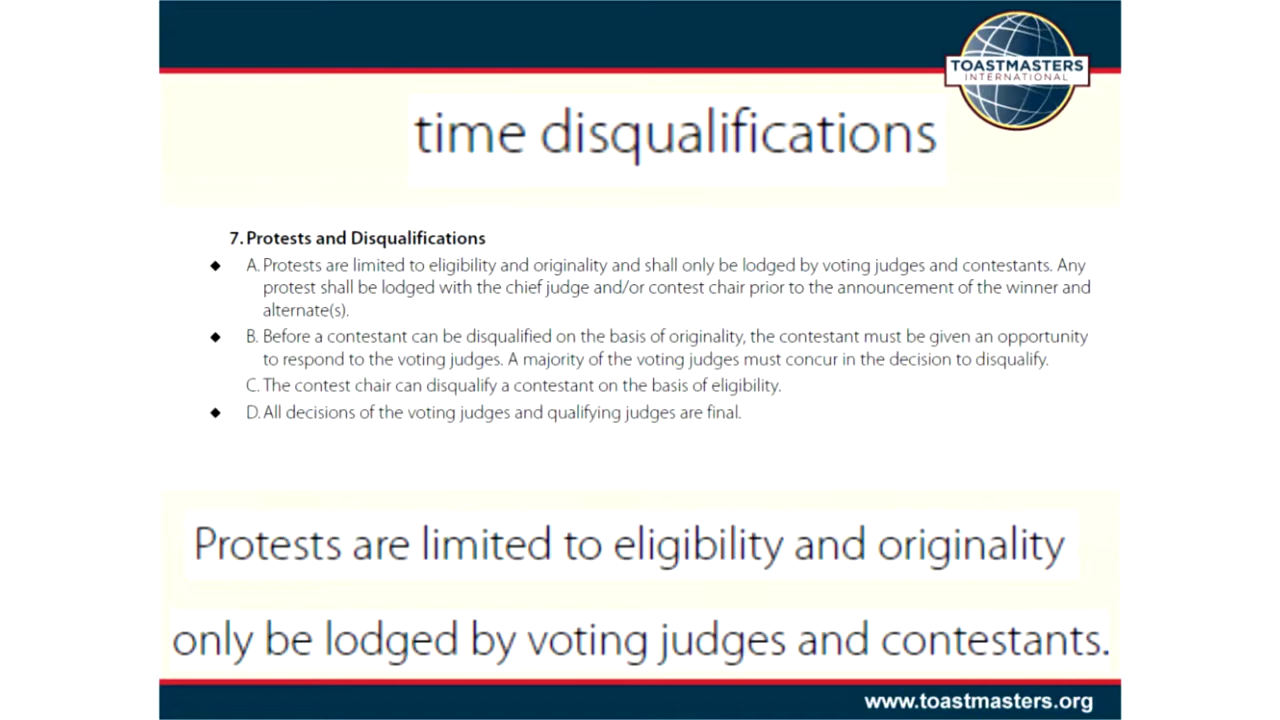 TOASTMASTERS
INTERNATIONAL
time disqualifications
7. Protests and Disqualifications
◆ A. Protests are limited to eligibility and originality and shall only be lodged by voting judges and contestants. Any
protest shall be lodged with the chief judge and/or contest chair prior to the announcement of the winner and
alternate(s).
◆ B. Before a contestant can be disqualified on the basis of originality, the contestant must be given an opportunity
to respond to the voting judges. A majority of the voting judges must concur in the decision to disqualify.
C. The contest chair can disqualify a contestant on the basis of eligibility.
◆ D. All decisions of the voting judges and qualifying judges are final.
Protests are limited to eligibility and originality
only be lodged by voting judges and contestants.
www.toastmasters.org